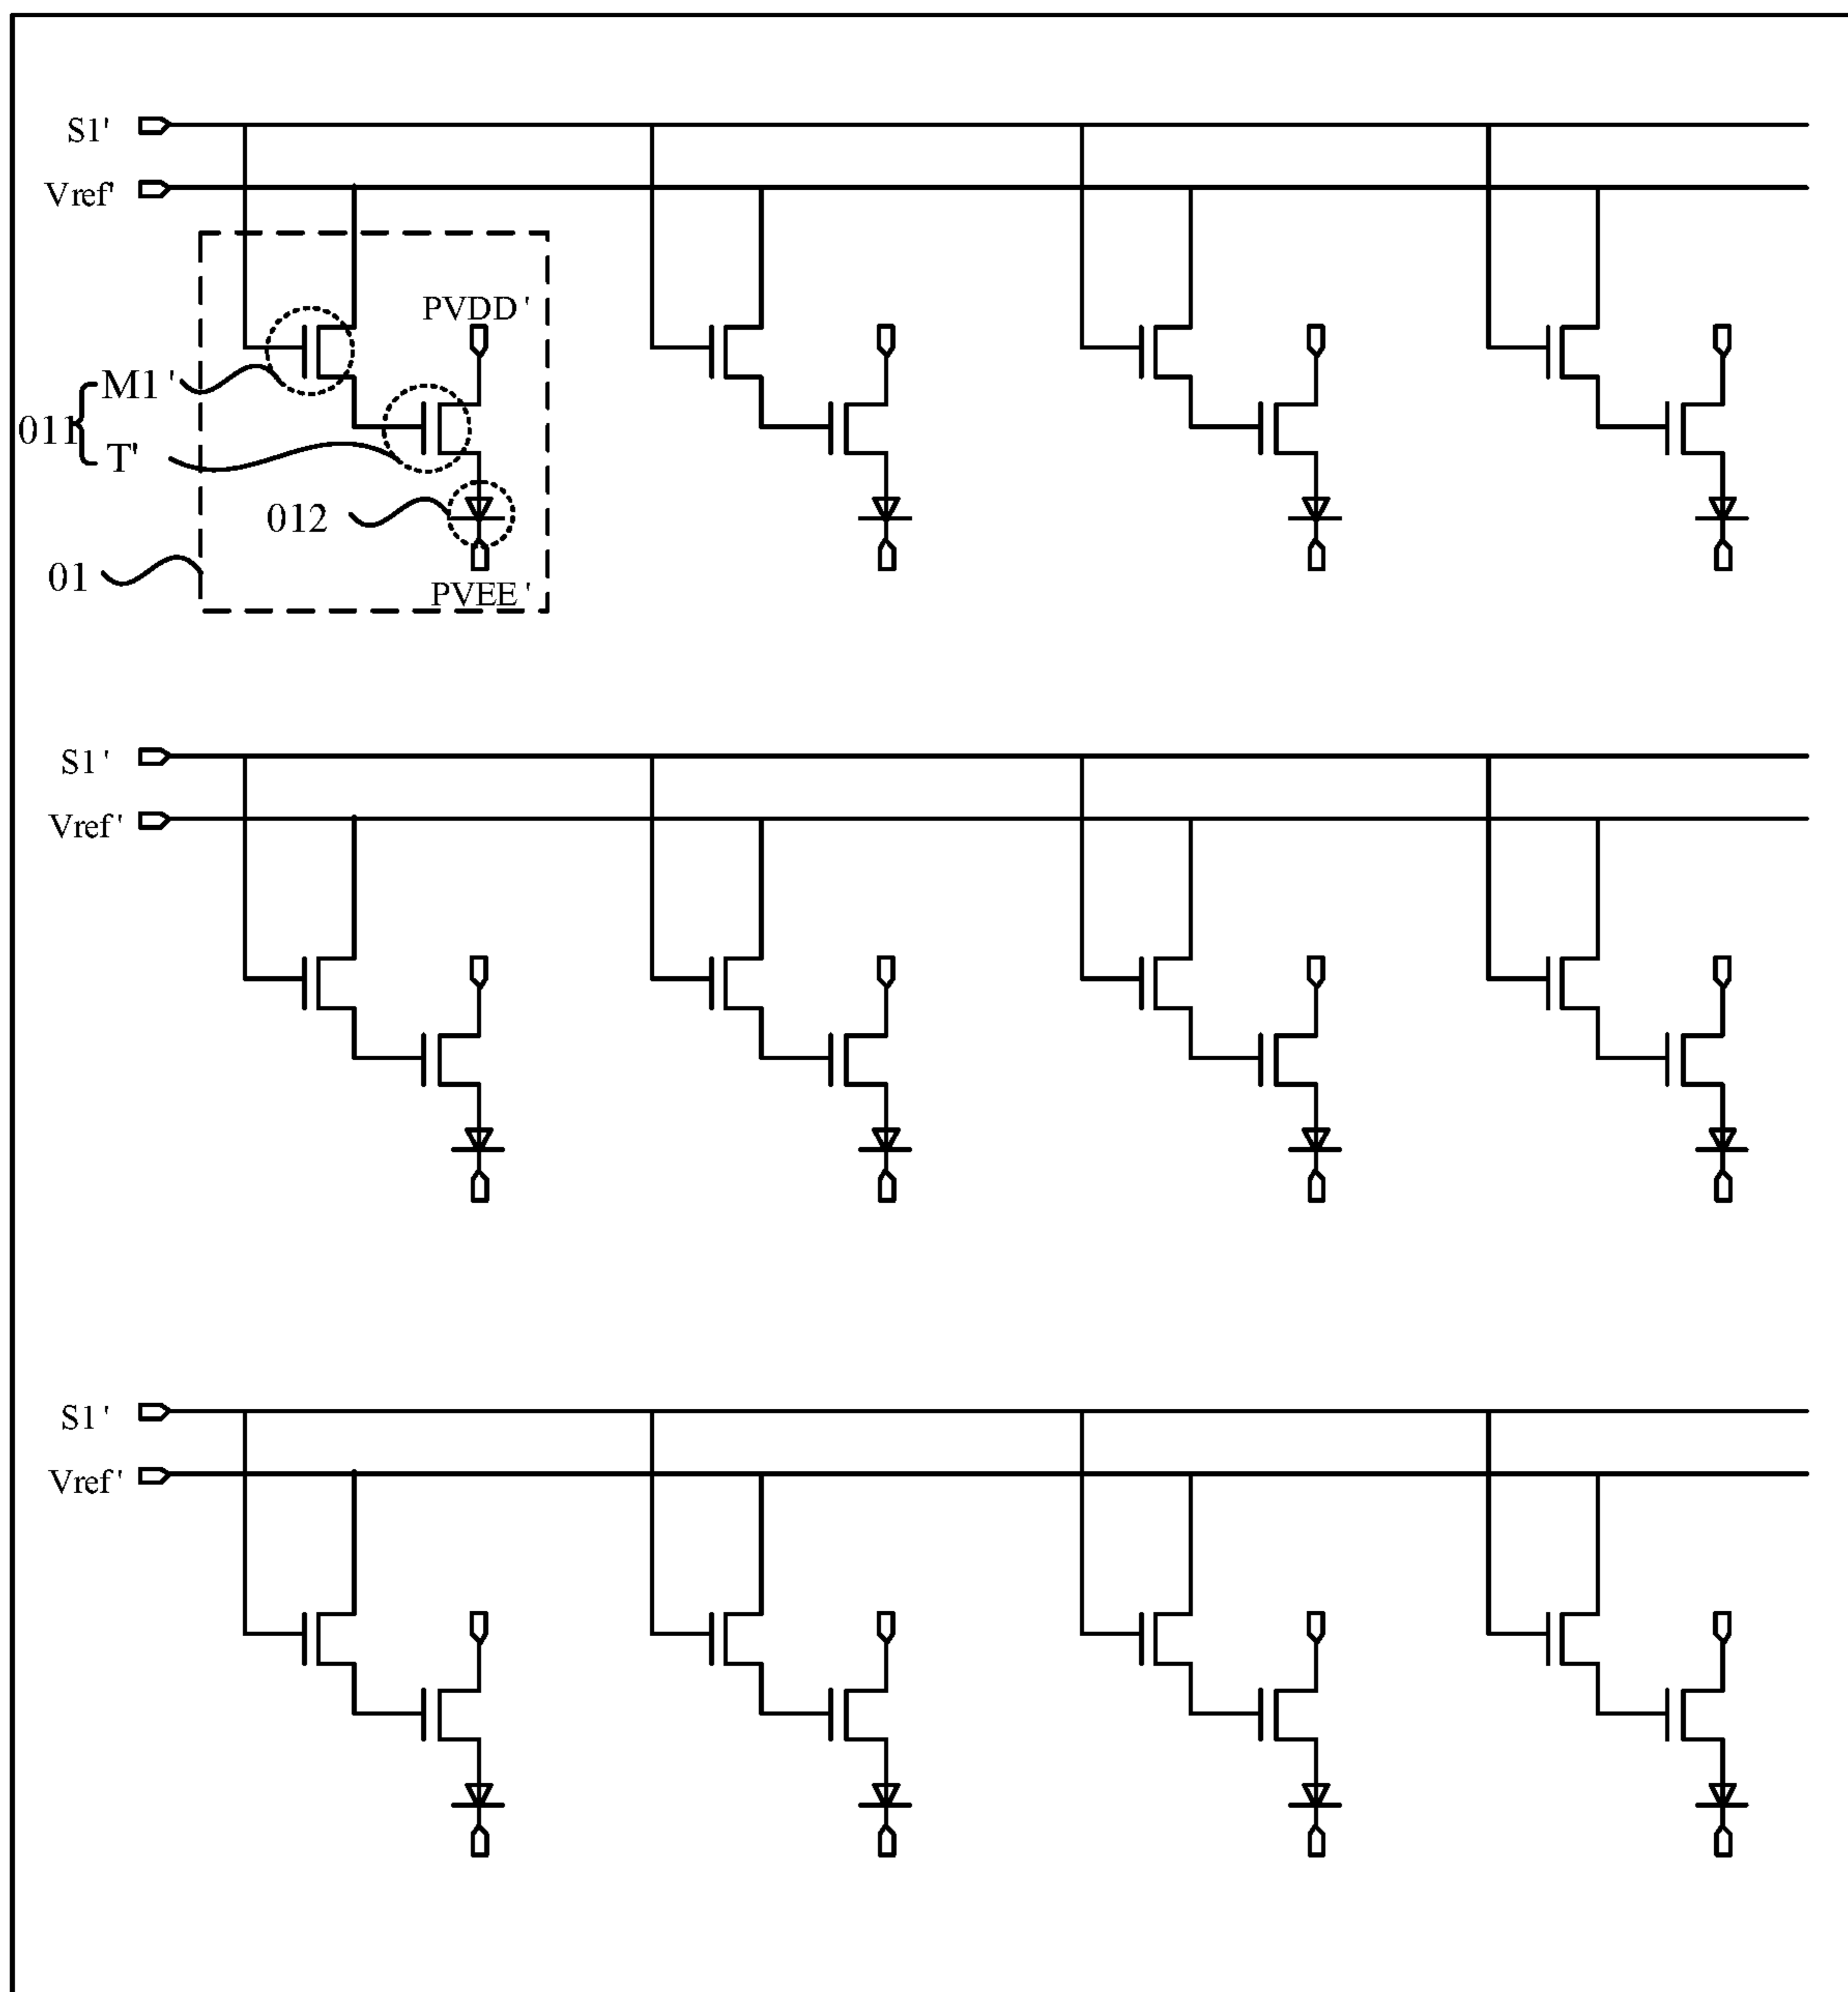 S1'
Vref'
PVDD'
M1'
011
T'
012
01
PVEE'
S1'
Vref'
S1'
Vref'